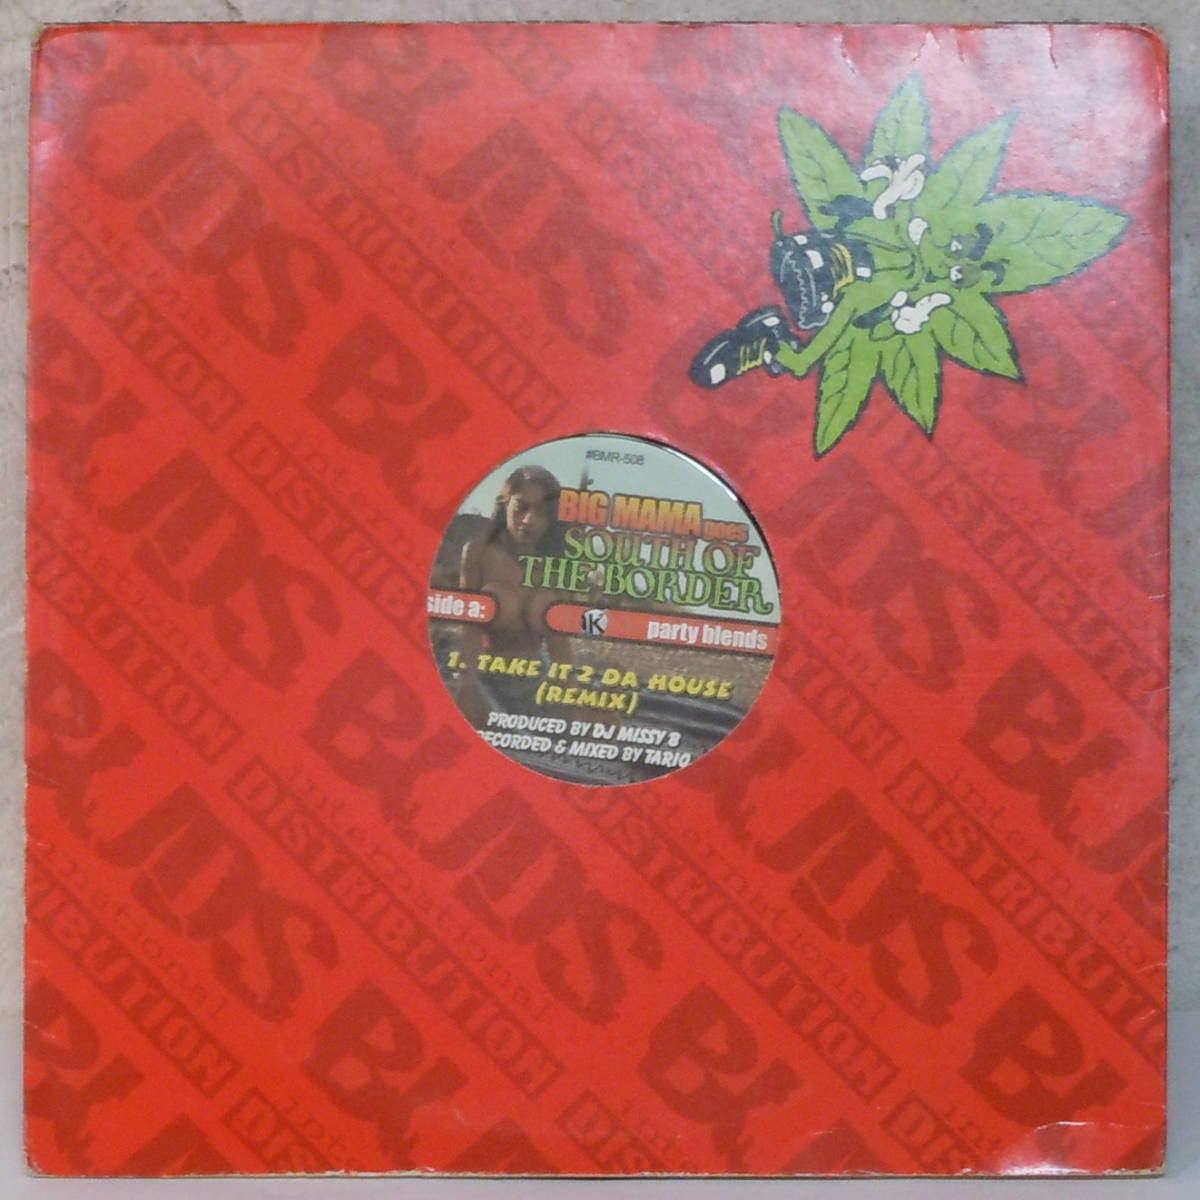 BUDS
international
DISTRIBUTION
#BMR-508
BIG MAMA GOES
SOUTH OF
THE BORDER
side a:
K
party blends
1. TAKE IT 2 DA HOUSE
(REMIX)
PRODUCED BY DJ MISSY B
RECORDED & MIXED BY TARIQ